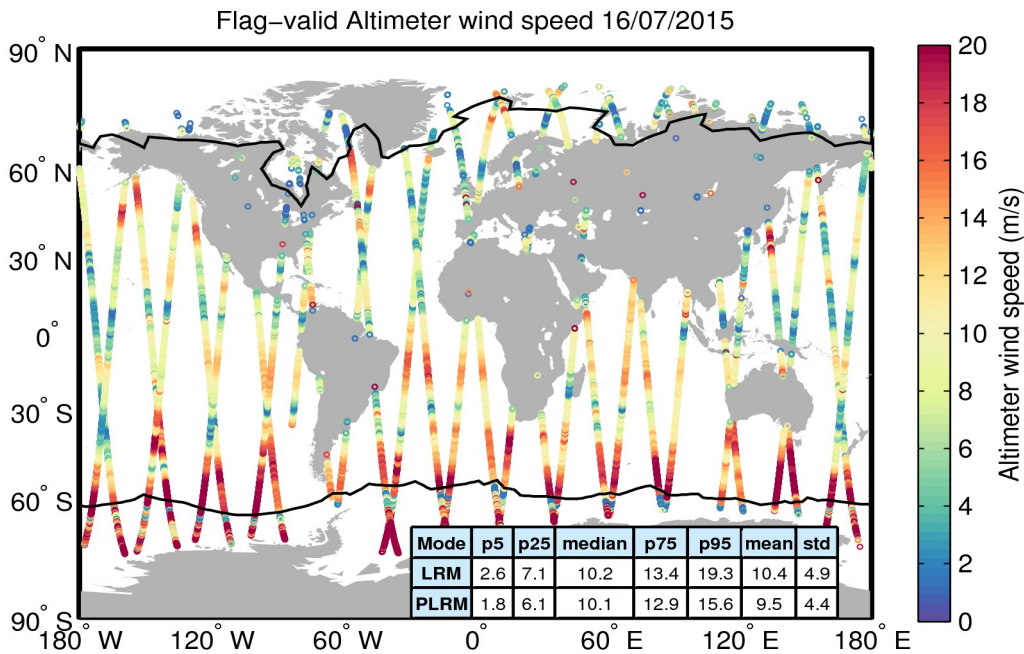 Flag−valid Altimeter wind speed 16/07/2015
90° N
60° N
30° N
0°
30° S
60° S
90° S
180° W
120° W
60° W
0°
60° E
120° E
180° E
Mode p5 p25 median p75 p95 mean std
LRM 2.6 7.1 10.2 13.4 19.3 10.4 4.9
PLRM 1.8 6.1 10.1 12.9 15.6 9.5 4.4
20
18
16
14
12
10
8
6
4
2
0
Altimeter wind speed (m/s)